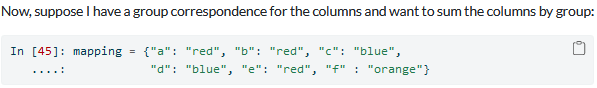 Now, suppose I have a group correspondence for the columns and want to sum the columns by group:
In [45]: mapping = {"a": "red", "b": "red", "c": "blue",
....: "d": "blue", "e": "red", "f" : "orange"}